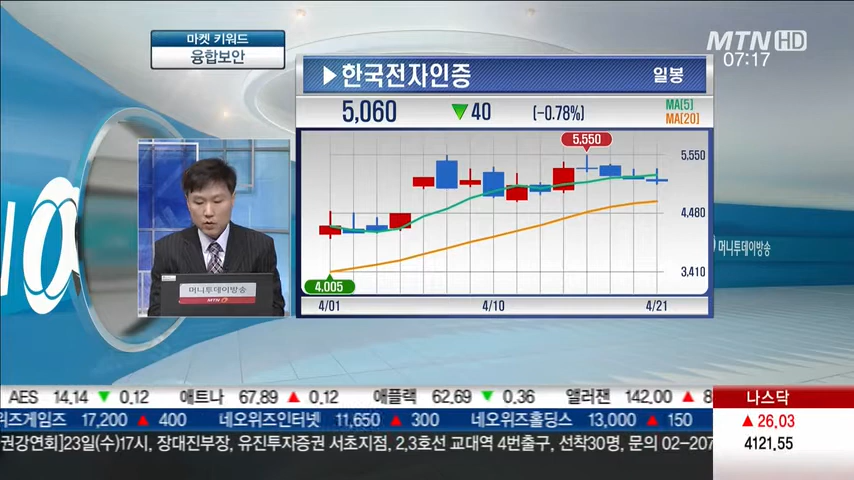 마켓 키워드
융합보안
MTN HD
07:17
▶한국전자인증
일봉
5,060 ▼40 (-0.78%)
MA[5]
MA[20]
5.550
5.550
4,480
3,410
4.005
4/01 4/10 4/21
머니투데이방송
MTN
머니투데이방송
AES 14.14 ▼ 0.12 애트나 67.89 ▲ 0.12 애플랙 62.69 ▼ 0.36 앨러잰 142,00 ▲ 8
위즈게임즈 17,200 ▲ 400 네오위즈인터넷 11,650 ▲ 300 네오위즈홀딩스 13,000 ▲ 150
권강연회]23일(수)17시, 장대진부장, 유진투자증권 서초지점, 2,3호선 교대역 4번출구, 선착30명, 문의 02-207
나스닥
▲26,03
4121,55